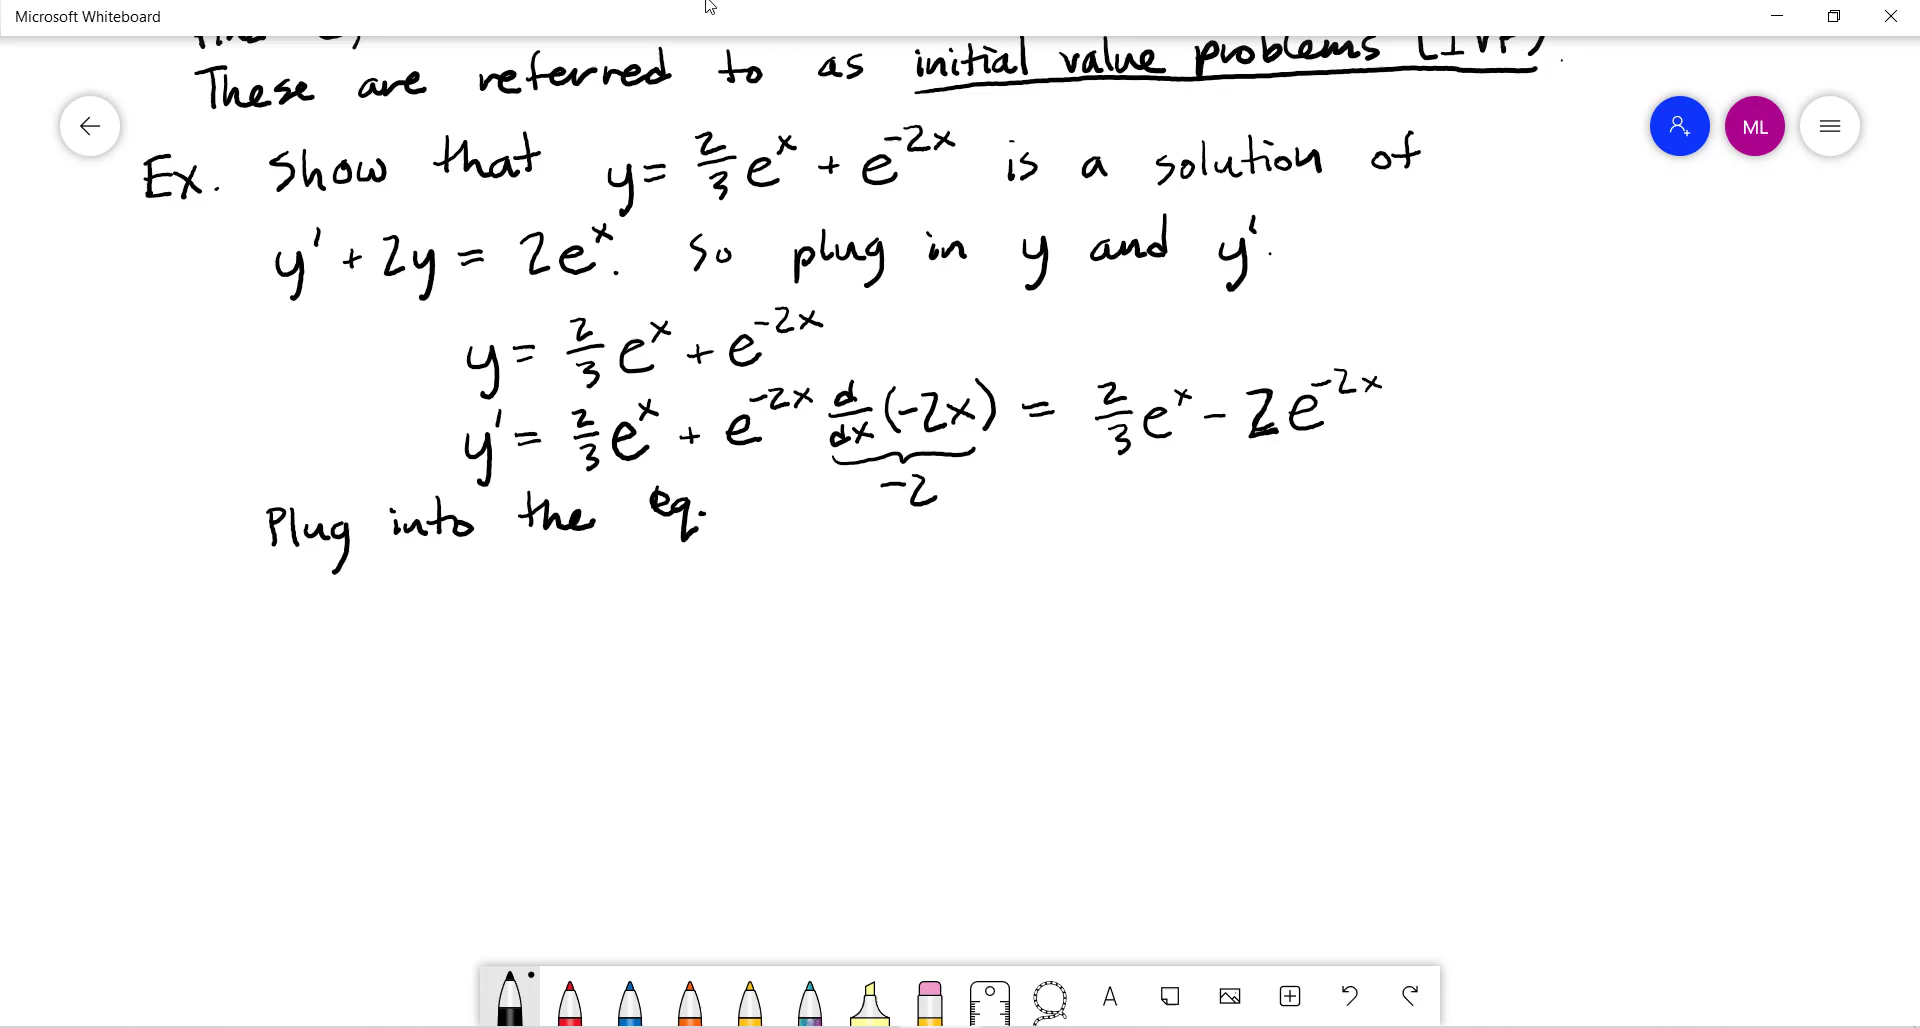 Microsoft Whiteboard
These are referred to as initial value problems (IVP).
ML
Ex. Show that y = 2/3 e^x + e^-2x is a solution of
y' + 2y = 2e^x. So plug in y and y'.
y = 2/3 e^x + e^-2x
y' = 2/3 e^x + e^-2x d/dx (-2x) = 2/3 e^x - 2e^-2x
-2
Plug into the eq.
A